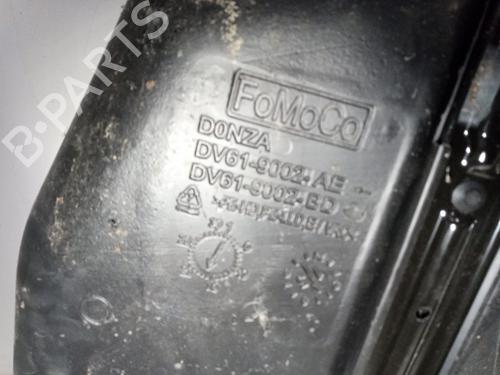 B-PARTS
FoMoCo
D0NZA
DV61-9002-AE
DV61-9002-BD